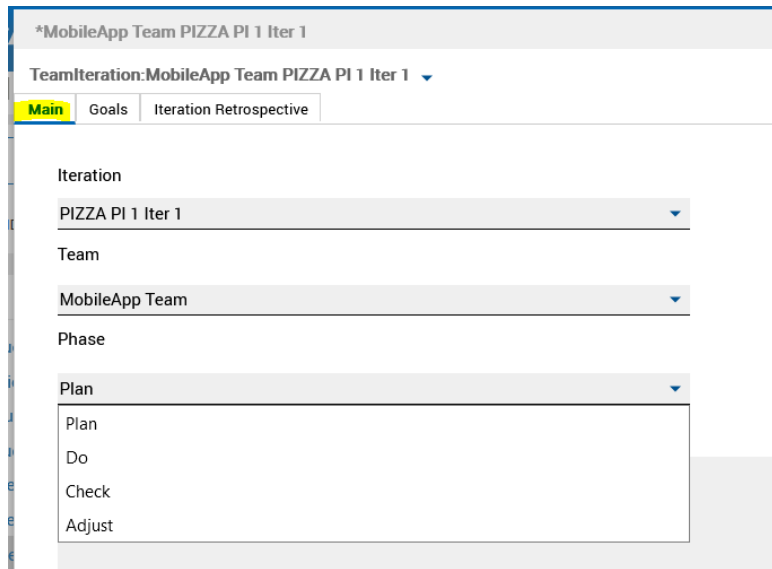 *MobileApp Team PIZZA PI 1 Iter 1
TeamIteration:MobileApp Team PIZZA PI 1 Iter 1
Main Goals Iteration Retrospective
Iteration
PIZZA PI 1 Iter 1
Team
MobileApp Team
Phase
Plan
Plan
Do
Check
Adjust